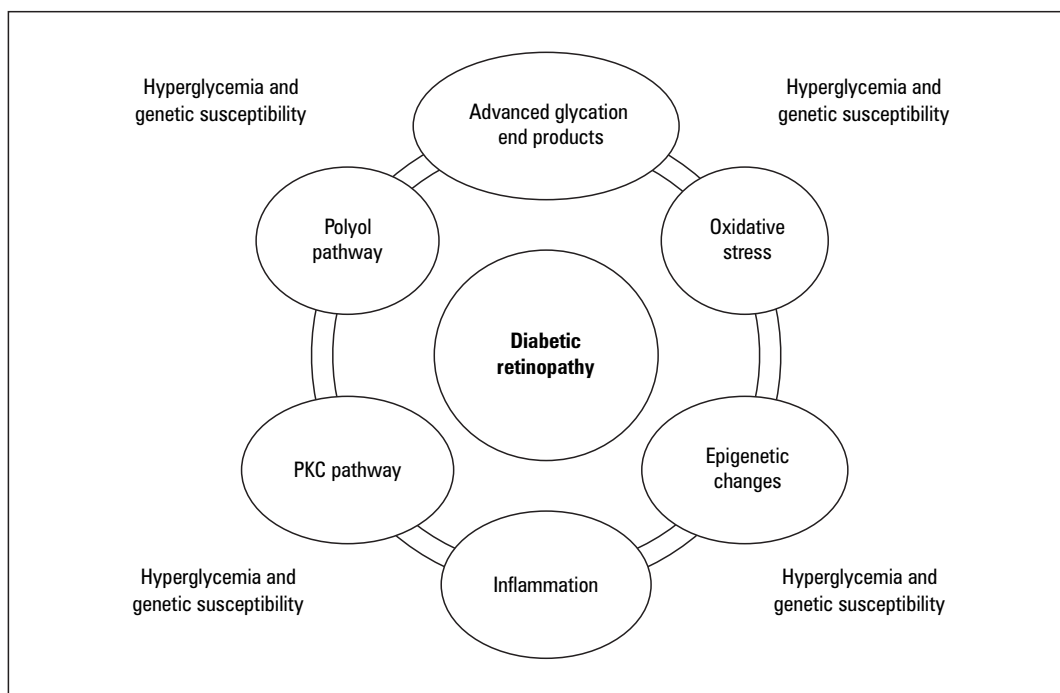 Hyperglycemia and
genetic susceptibility
Advanced glycation
end products
Hyperglycemia and
genetic susceptibility
Polyol
pathway
Oxidative
stress
Diabetic
retinopathy
PKC pathway
Epigenetic
changes
Inflammation
Hyperglycemia and
genetic susceptibility
Hyperglycemia and
genetic susceptibility